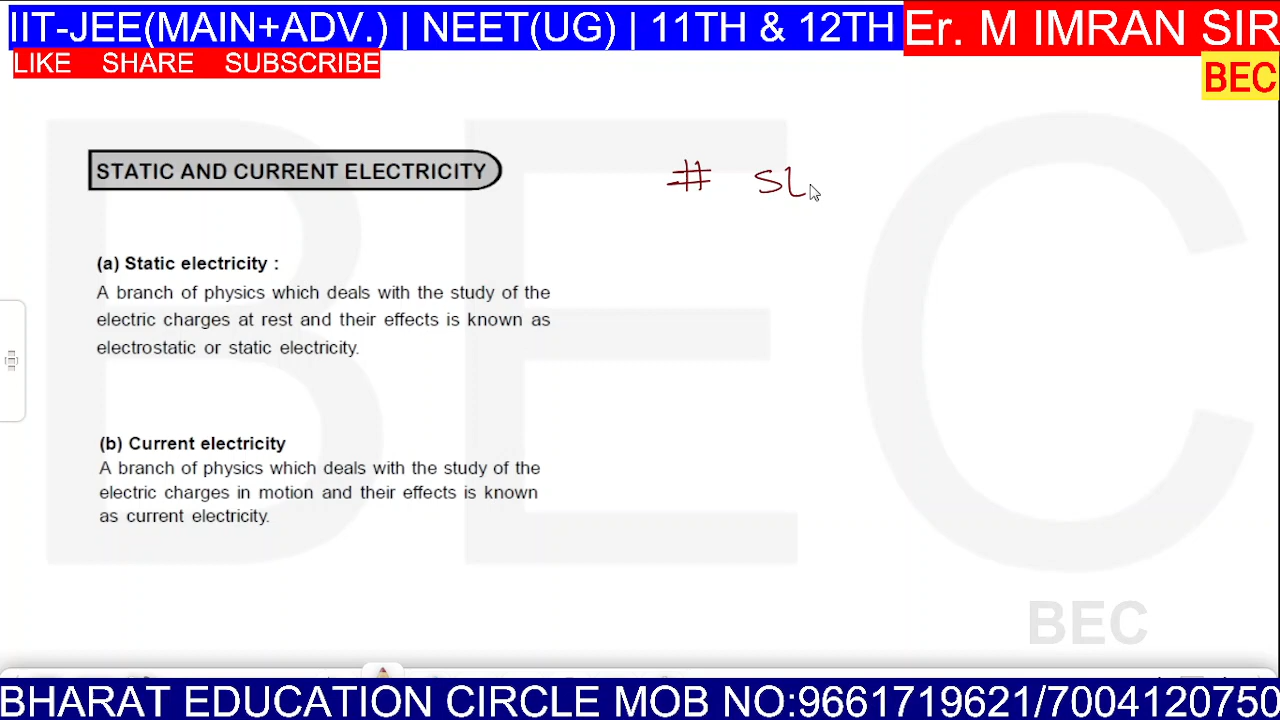 IIT-JEE(MAIN+ADV.) | NEET(UG) | 11TH & 12TH Er. M IMRAN SIR
LIKE SHARE SUBSCRIBE
BEC
STATIC AND CURRENT ELECTRICITY
(a) Static electricity :
A branch of physics which deals with the study of the
electric charges at rest and their effects is known as
electrostatic or static electricity.
(b) Current electricity
A branch of physics which deals with the study of the
electric charges in motion and their effects is known
as current electricity.
#
BEC
BEC
BHARAT EDUCATION CIRCLE MOB NO:9661719621/7004120750